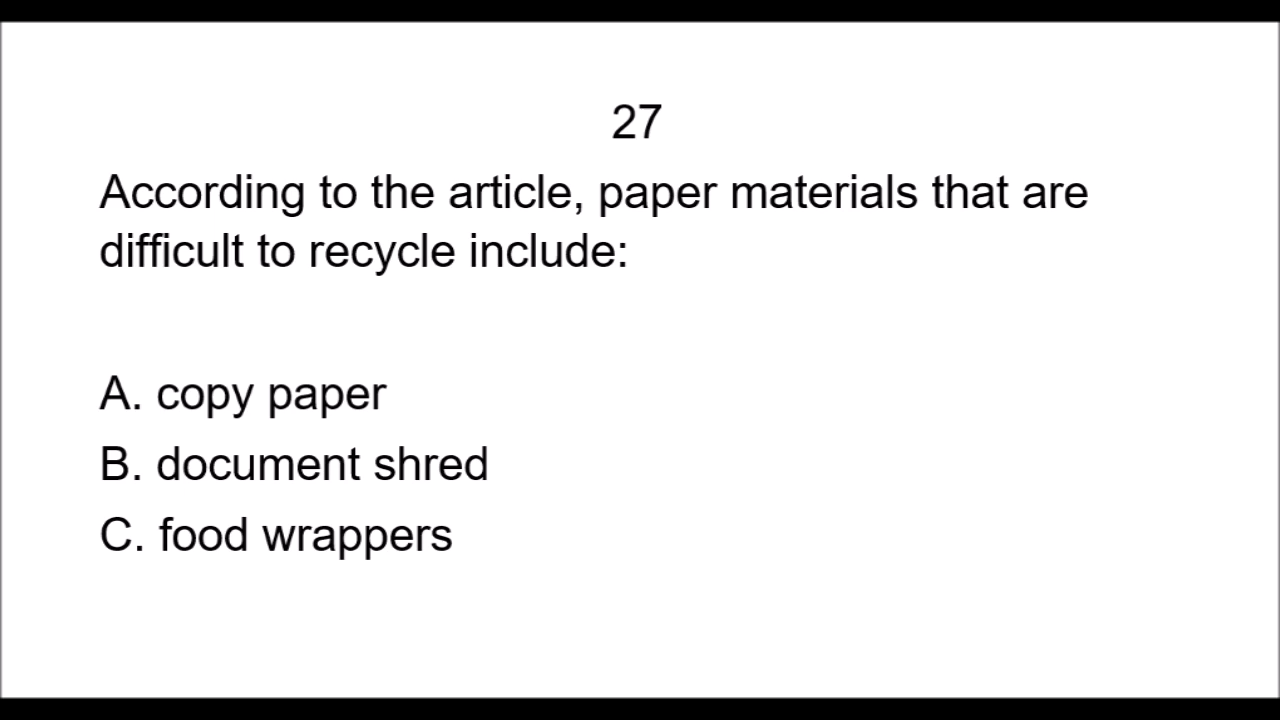 27
According to the article, paper materials that are
difficult to recycle include:
A. copy paper
B. document shred
C. food wrappers